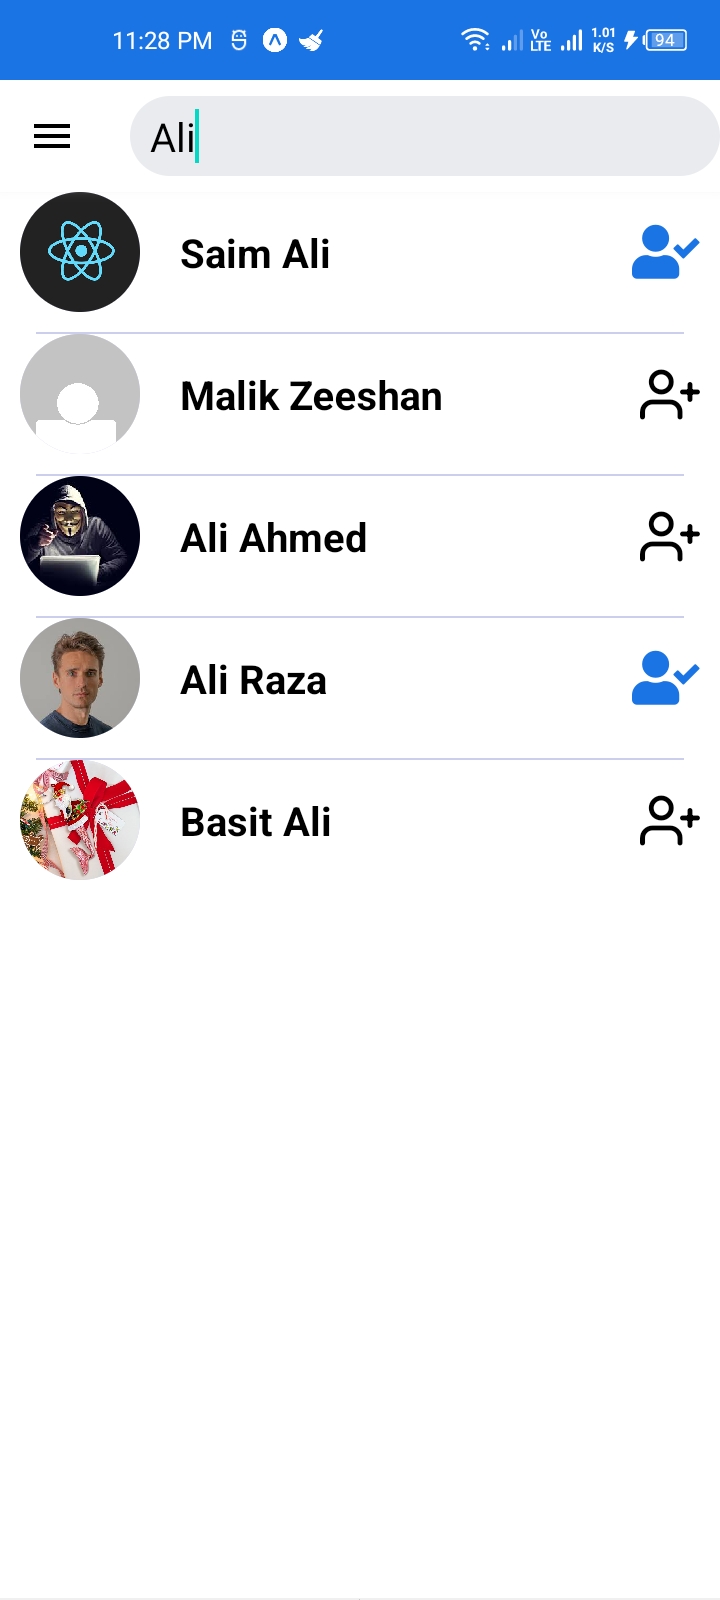 11:28 PM Vo LTE 1.01 K/S 94
Ali
Saim Ali
Malik Zeeshan
Ali Ahmed
Ali Raza
Basit Ali